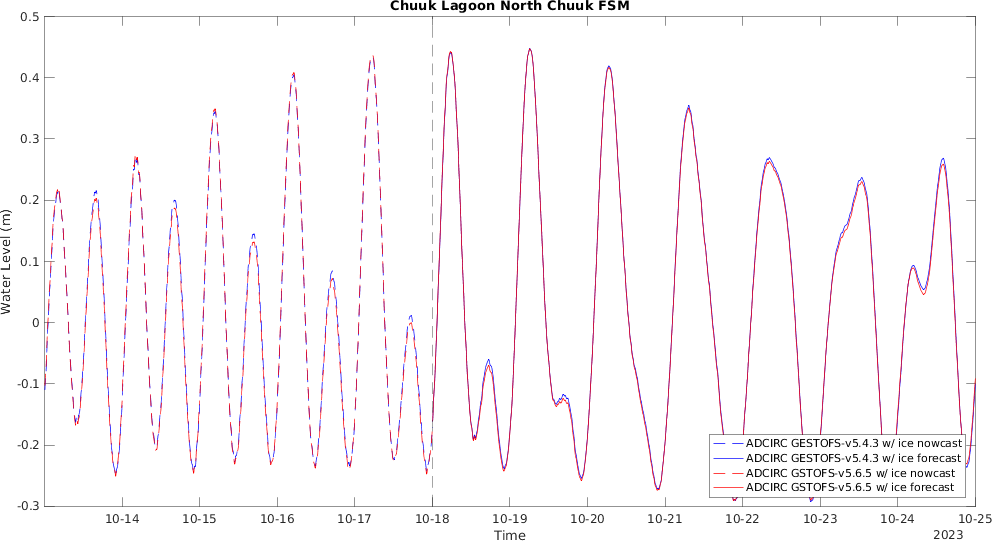 Chuuk Lagoon North Chuuk FSM
Water Level (m)
0.5
0.4
0.3
0.2
0.1
0
-0.1
-0.2
-0.3
ADCIRC GESTOFS-v5.4.3 w/ ice nowcast
ADCIRC GESTOFS-v5.4.3 w/ ice forecast
ADCIRC GSTOFS-v5.6.5 w/ ice nowcast
ADCIRC GSTOFS-v5.6.5 w/ ice forecast
10-14 10-15 10-16 10-17 10-18 10-19 10-20 10-21 10-22 10-23 10-24 10-25
Time
2023